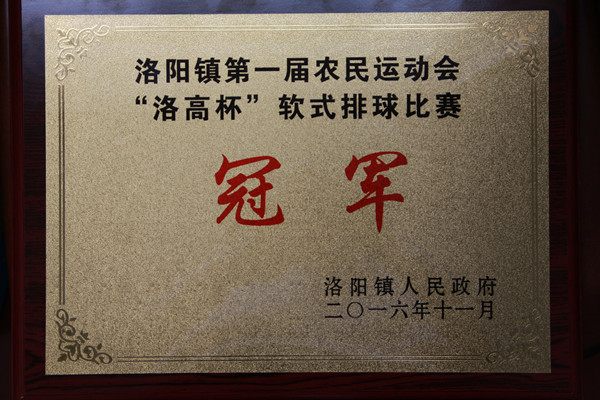 洛阳镇第一届农民运动会
“洛高杯”软式排球比赛
冠军
洛阳镇人民政府
二〇一六年十一月